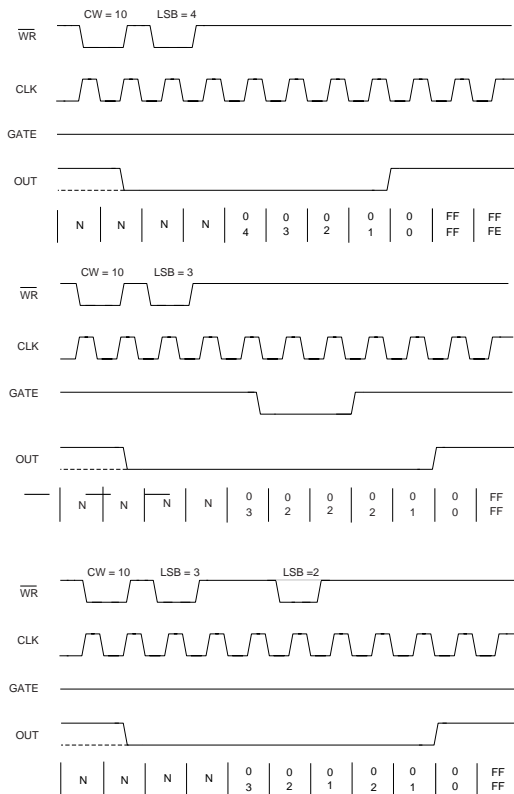 CW = 10 LSB = 4
WR
CLK
GATE
OUT
N N N N 0 0 0 0 0 FF FF
4 3 2 1 0 FF FE
CW = 10 LSB = 3
WR
CLK
GATE
OUT
N N N N 0 0 0 0 0 0 FF
3 2 2 2 1 0 FF
CW = 10 LSB = 3 LSB =2
WR
CLK
GATE
OUT
N N N N 0 0 0 0 0 0 FF
3 2 1 2 1 0 FF